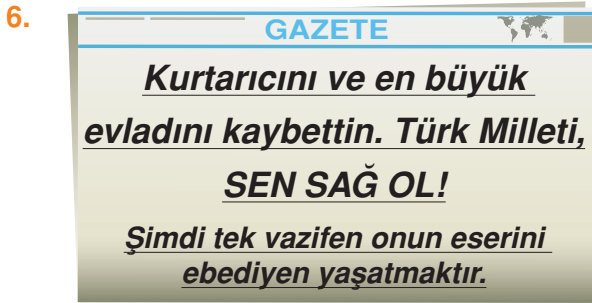 6.
GAZETE
Kurtarıcını ve en büyük
evladını kaybettin. Türk Milleti,
SEN SAĞ OL!
Şimdi tek vazifen onun eserini
ebediyen yaşatmaktır.